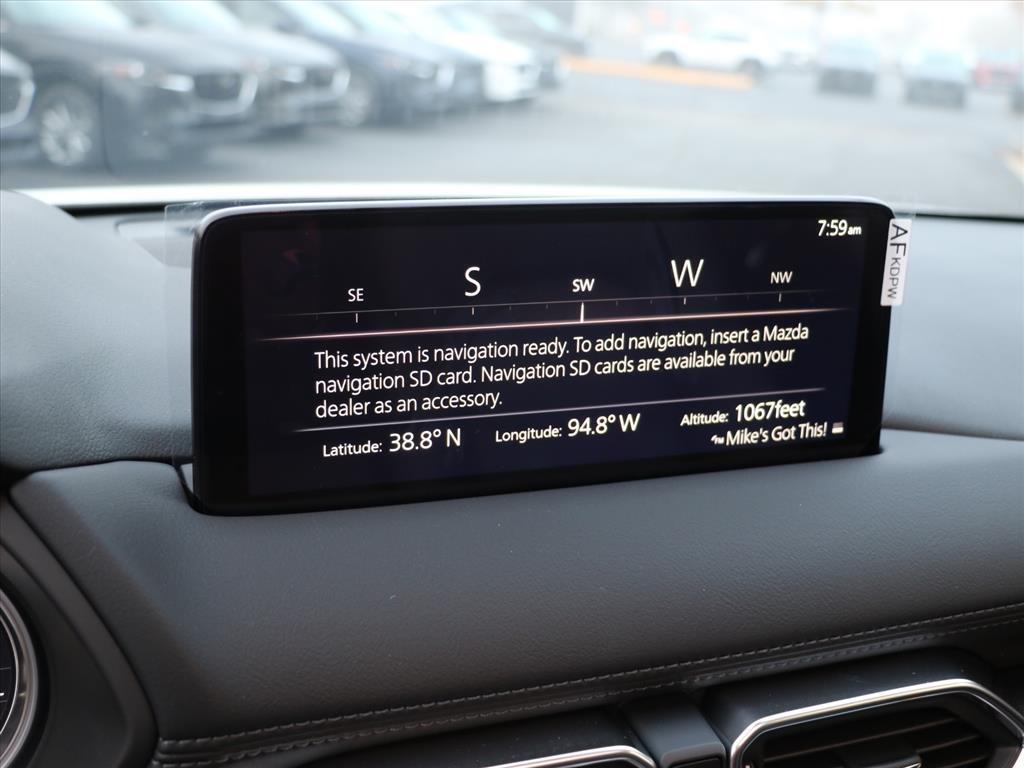 7:59am
SE S SW W NW
This system is navigation ready. To add navigation, insert a Mazda
navigation SD card. Navigation SD cards are available from your
dealer as an accessory.
Latitude: 38.8° N Longitude: 94.8° W Altitude: 1067feet
FM Mike's Got This!
AF
KDPW